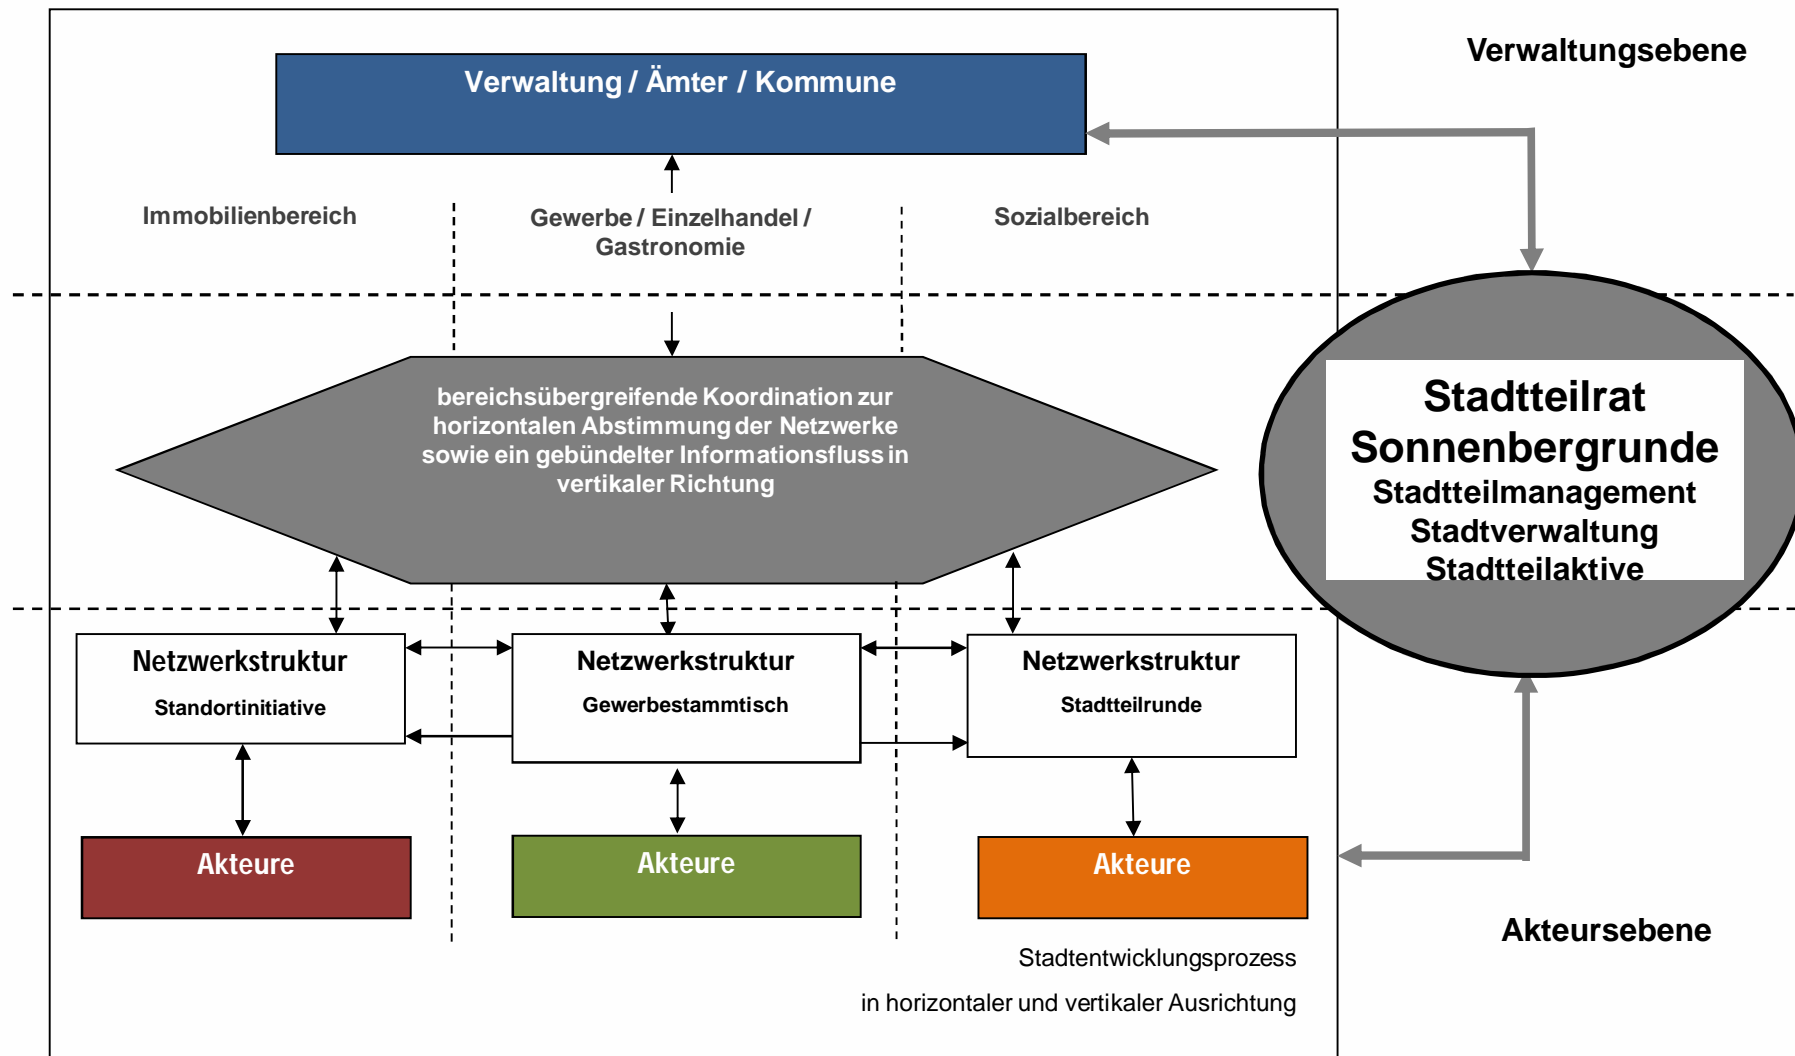 Verwaltungsebene
Verwaltung / Ämter / Kommune
Immobilienbereich
Gewerbe / Einzelhandel /
Gastronomie
Sozialbereich
bereichsübergreifende Koordination zur
horizontalen Abstimmung der Netzwerke
sowie ein gebündelter Informationsfluss in
vertikaler Richtung
Stadtteilrat
Sonnenbergrunde
Stadtteilmanagement
Stadtverwaltung
Stadtteilaktive
Netzwerkstruktur
Standortinitiative
Netzwerkstruktur
Gewerbestammtisch
Netzwerkstruktur
Stadtteilrunde
Akteure
Akteure
Akteure
Akteursebene
Stadtentwicklungsprozess
in horizontaler und vertikaler Ausrichtung